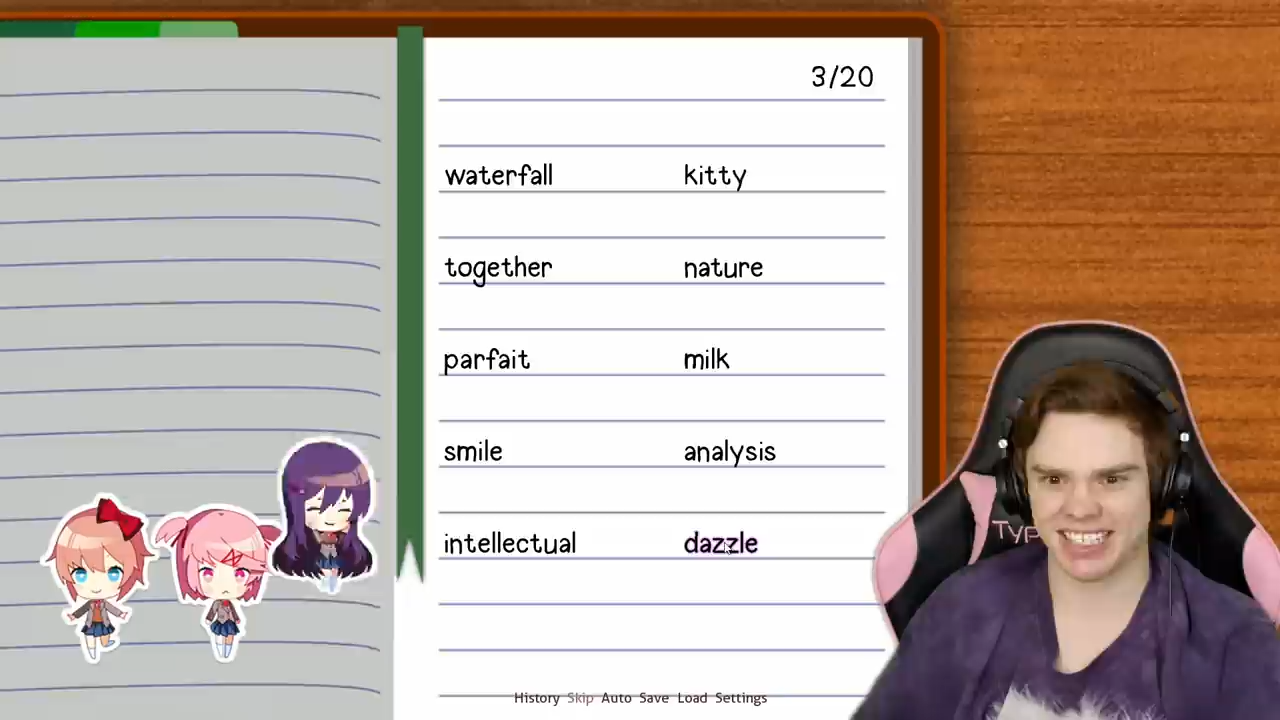 3/20
waterfall kitty
together nature
parfait milk
smile analysis
intellectual dazzle
History Skip Auto Save Load Settings